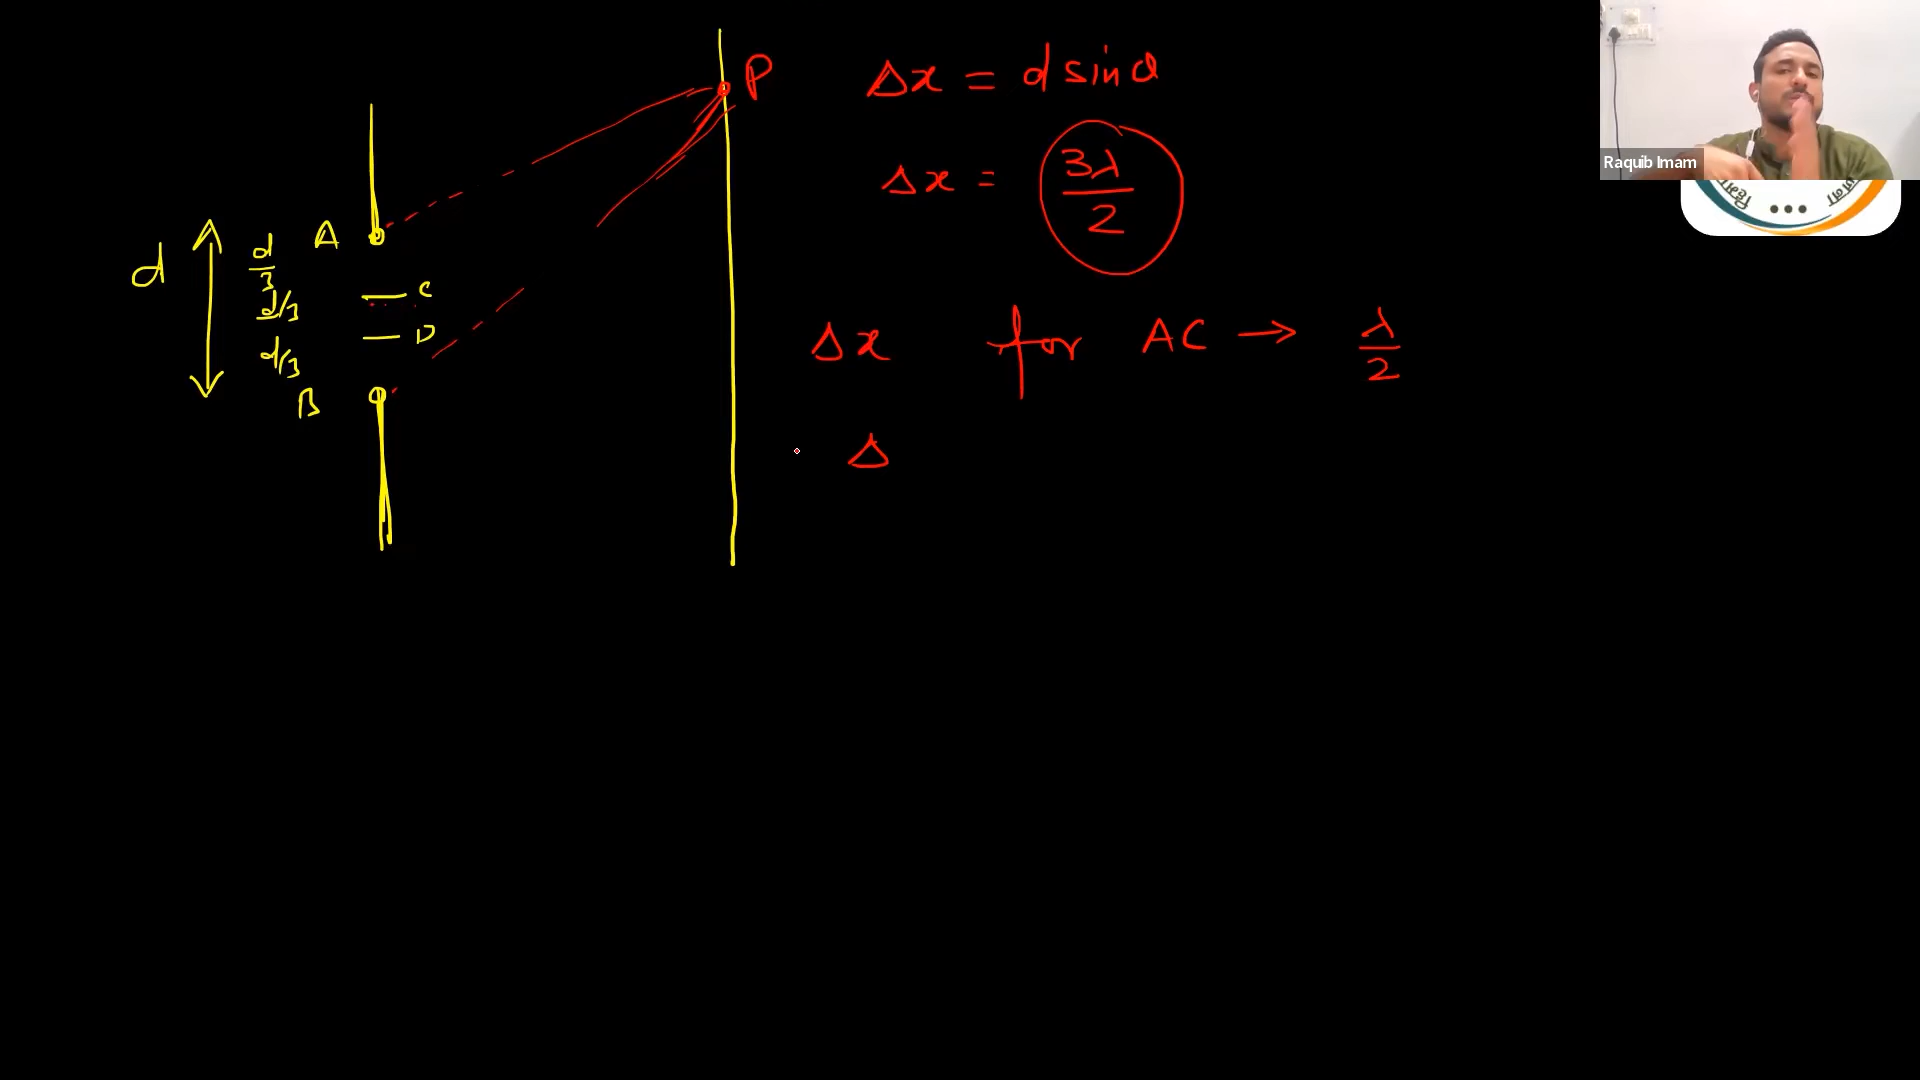 P
Δx = d sinθ
Raquib Imam
Δx = 3λ/2
A
d
d/3
d/3
C
D
d/3
B
Δx for AC → λ/2
Δ